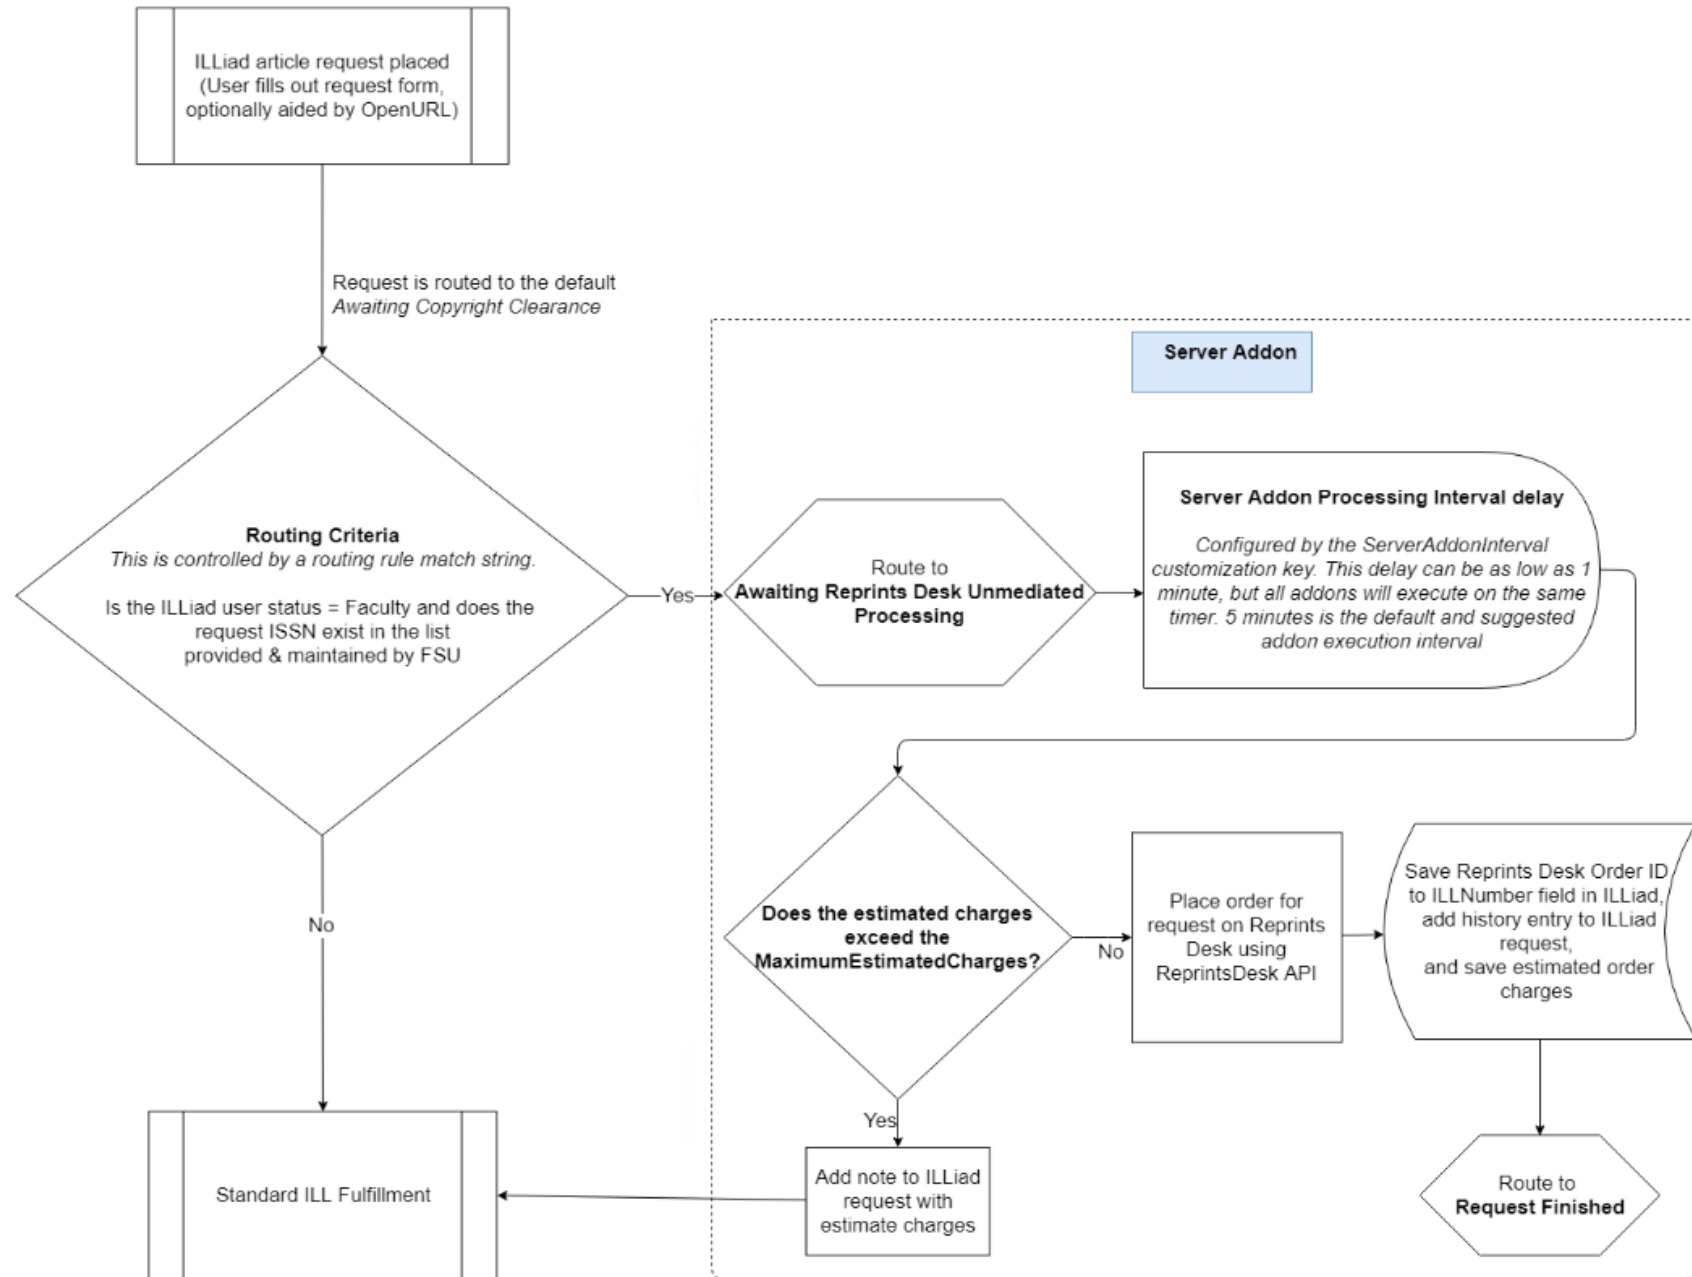 ILLiad article request placed
(User fills out request form,
optionally aided by OpenURL)
Request is routed to the default
Awaiting Copyright Clearance
Server Addon
Routing Criteria
This is controlled by a routing rule match string.
Is the ILLiad user status = Faculty and does the
request ISSN exist in the list
provided & maintained by FSU
Yes
Route to
Awaiting Reprints Desk Unmediated
Processing
Server Addon Processing Interval delay
Configured by the ServerAddonInterval
customization key. This delay can be as low as 1
minute, but all addons will execute on the same
timer. 5 minutes is the default and suggested
addon execution interval
No
Does the estimated charges
exceed the
MaximumEstimatedCharges?
No
Place order for
request on Reprints
Desk using
ReprintsDesk API
Save Reprints Desk Order ID
to ILLNumber field in ILLiad,
add history entry to ILLiad
request,
and save estimated order
charges
Yes
Add note to ILLiad
request with
estimate charges
Standard ILL Fulfillment
Route to
Request Finished